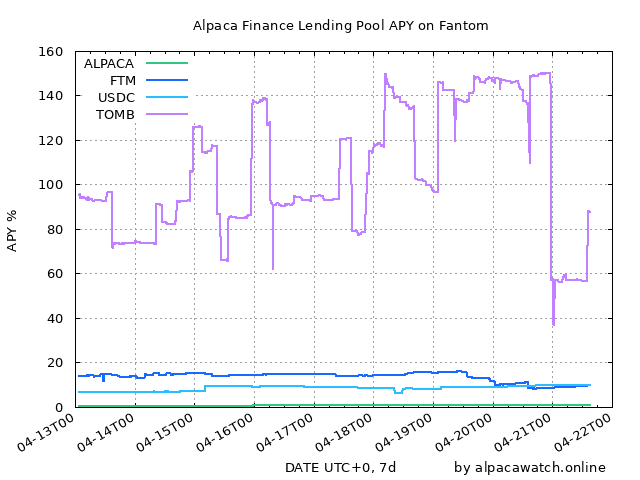 Alpaca Finance Lending Pool APY on Fantom
160
140
120
100
80
60
40
20
0
APY %
ALPACA
FTM
USDC
TOMB
04-13T00
04-14T00
04-15T00
04-16T00
04-17T00
04-18T00
04-19T00
04-20T00
04-21T00
04-22T00
DATE UTC+0, 7d
by alpacawatch.online